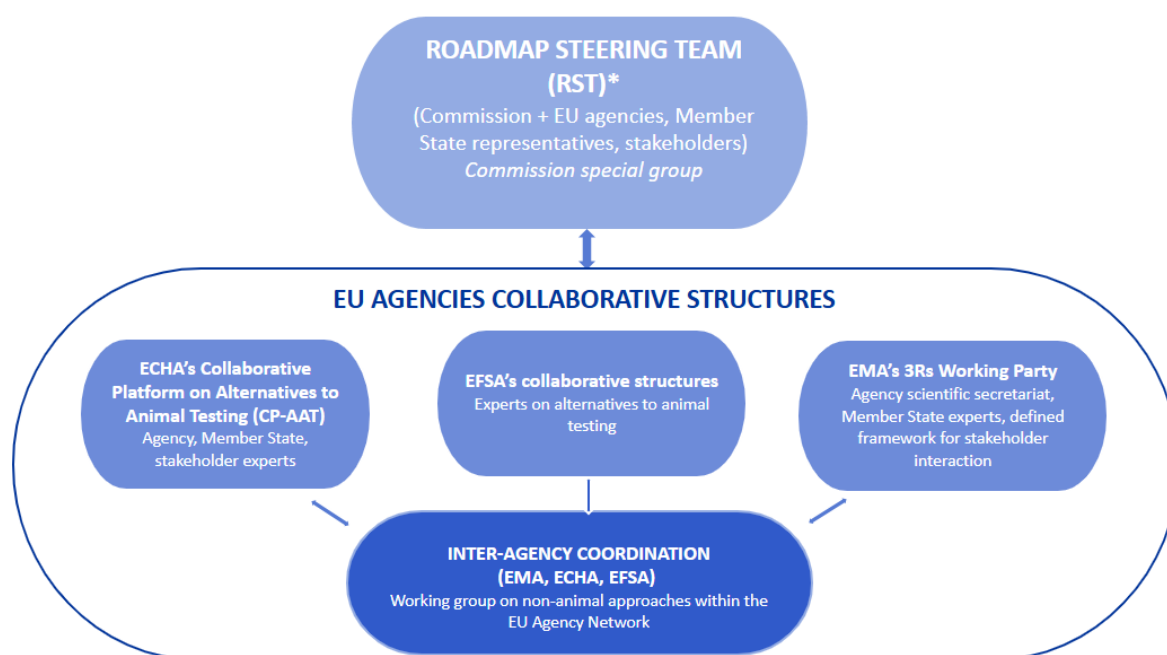 ROADMAP STEERING TEAM
(RST)*
(Commission + EU agencies, Member
State representatives, stakeholders)
Commission special group
EU AGENCIES COLLABORATIVE STRUCTURES
ECHA's Collaborative
Platform on Alternatives to
Animal Testing (CP-AAT)
Agency, Member State,
stakeholder experts
EFSA's collaborative structures
Experts on alternatives to animal
testing
EMA's 3Rs Working Party
Agency scientific secretariat,
Member State experts, defined
framework for stakeholder
interaction
INTER-AGENCY COORDINATION
(EMA, ECHA, EFSA)
Working group on non-animal approaches within the
EU Agency Network